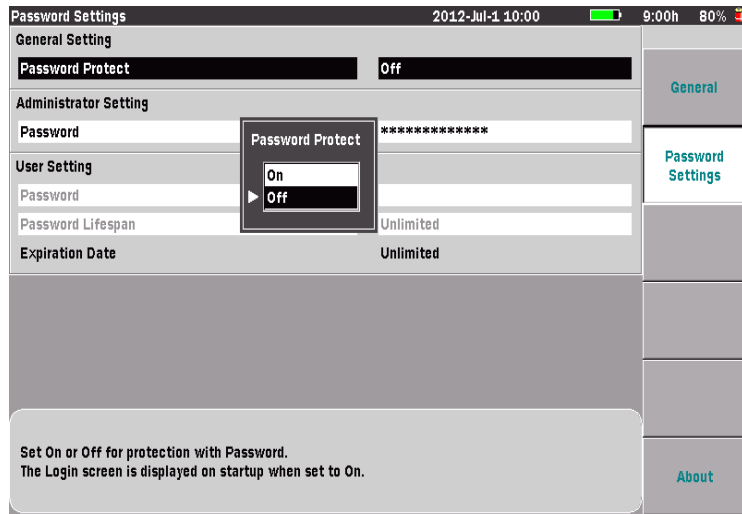 Password Settings 2012-Jul-1 10:00 9:00h 80%
General Setting
Password Protect Off
Administrator Setting
Password *************
User Setting
Password
Password Lifespan Unlimited
Expiration Date Unlimited
Password Protect
On
Off
General
Password
Settings
About
Set On or Off for protection with Password.
The Login screen is displayed on startup when set to On.